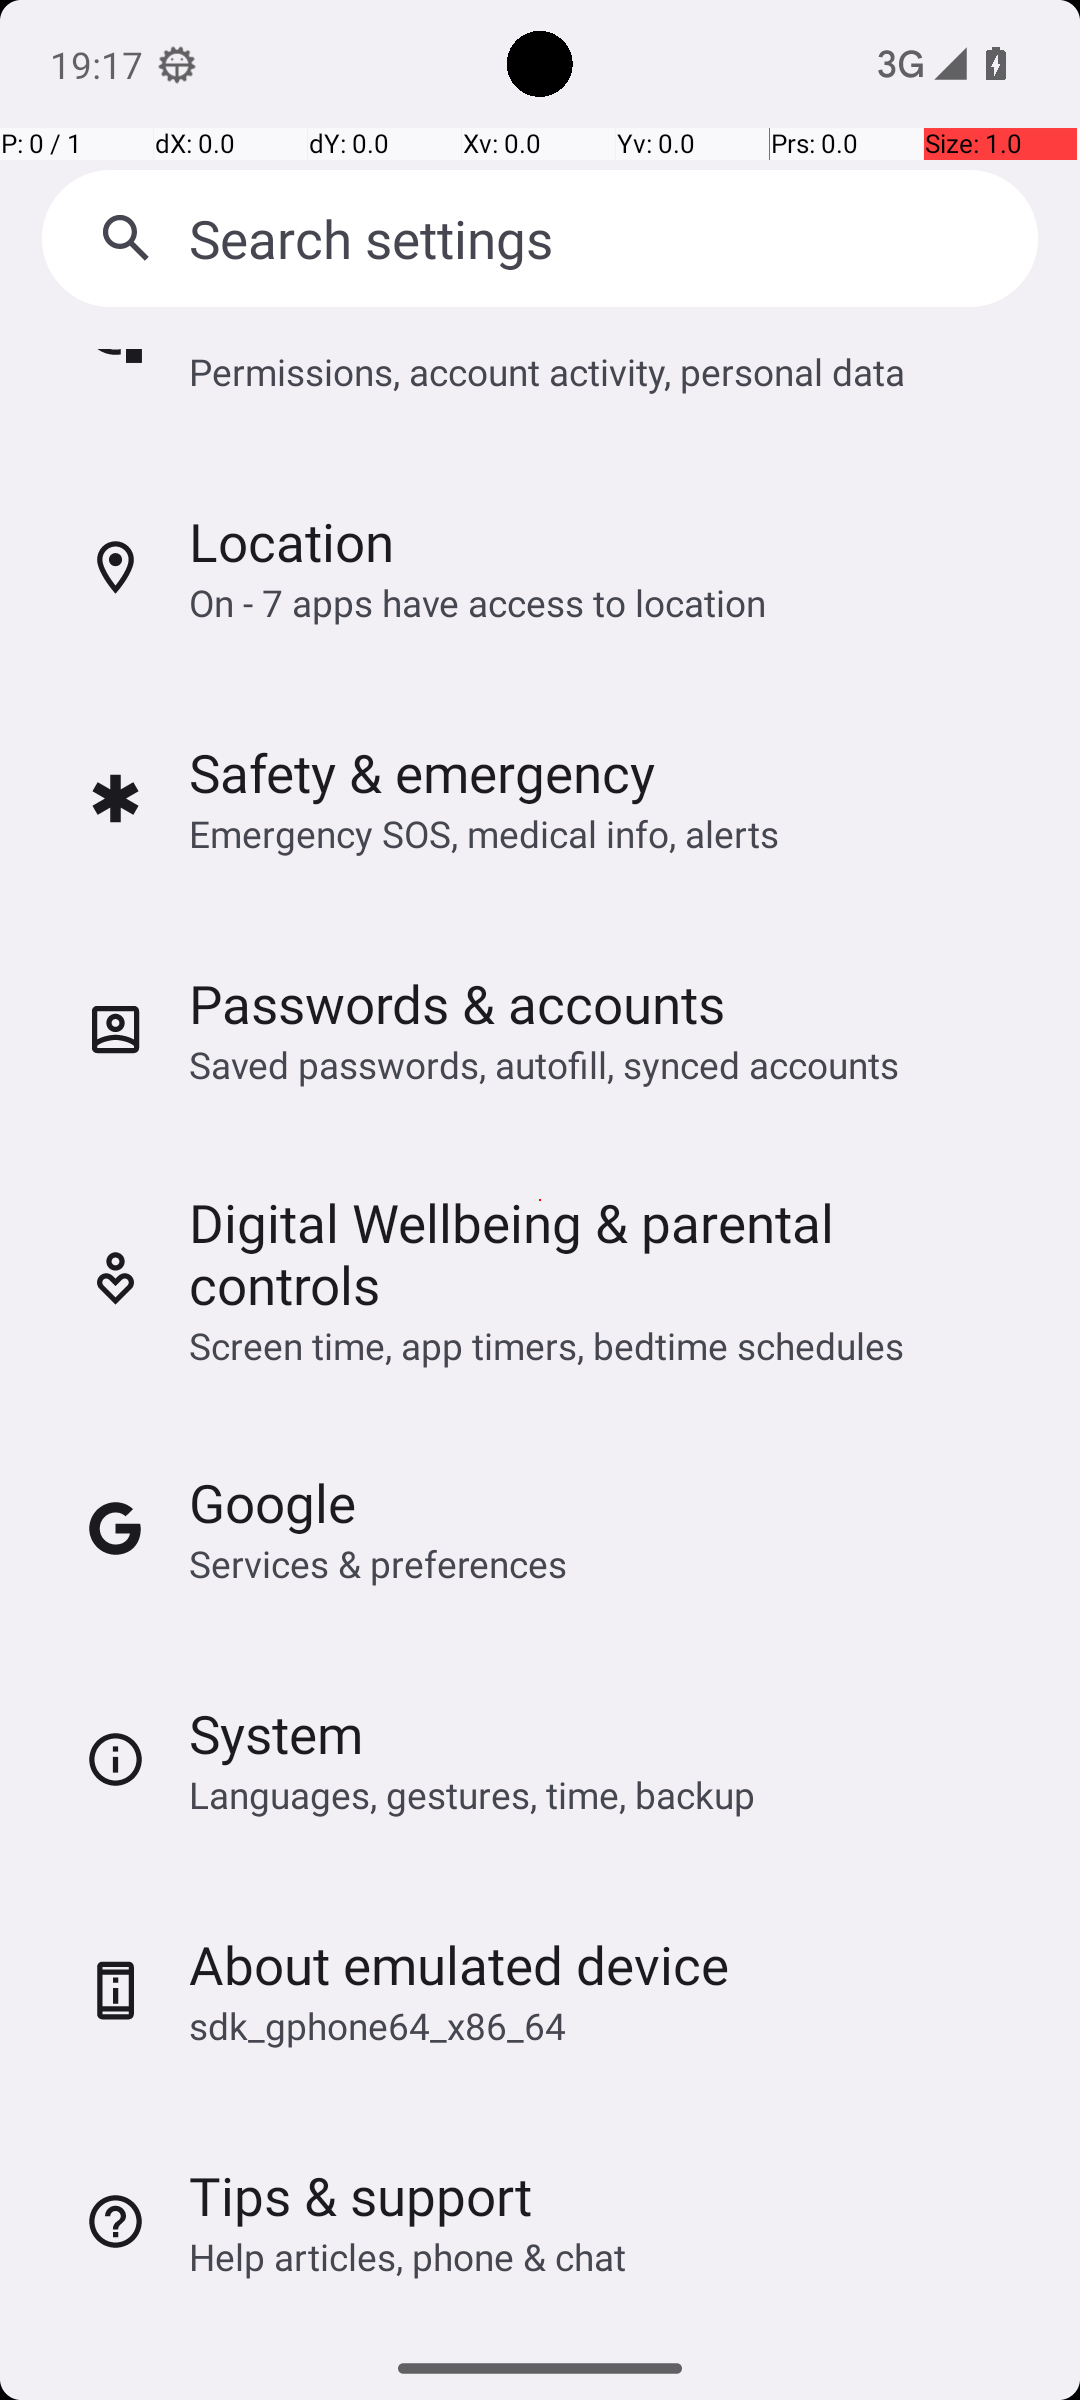 19:17
3G
P: 0 / 1 dX: 0.0 dY: 0.0 Xv: 0.0 Yv: 0.0 Prs: 0.0 Size: 1.0
Search settings
Permissions, account activity, personal data
Location
On - 7 apps have access to location
Safety & emergency
Emergency SOS, medical info, alerts
Passwords & accounts
Saved passwords, autofill, synced accounts
Digital Wellbeing & parental
controls
Screen time, app timers, bedtime schedules
Google
Services & preferences
System
Languages, gestures, time, backup
About emulated device
sdk_gphone64_x86_64
Tips & support
Help articles, phone & chat